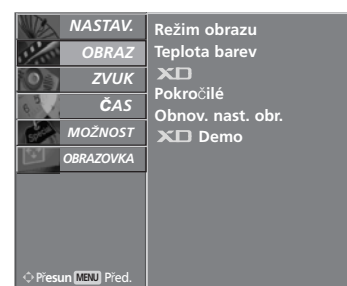 NASTAV.
OBRAZ
ZVUK
ČAS
MOŽNOST
OBRAZOVKA
Přesun MENU Před.
Režim obrazu
Teplota barev
XD
Pokročilé
Obnov. nast. obr.
XD Demo